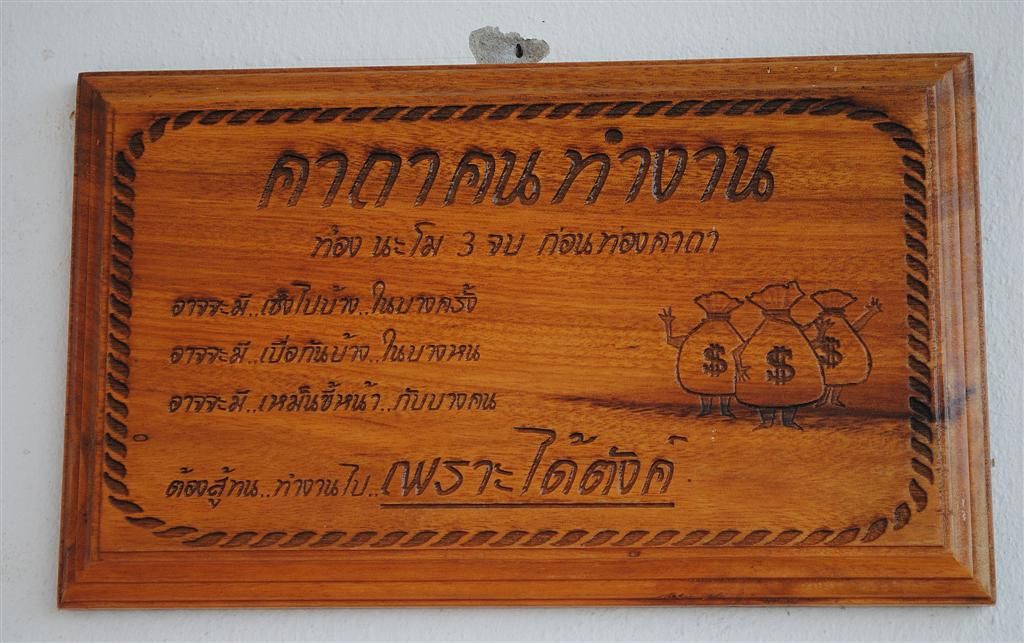 คาถาคนทำงาน
ท่อง นะโม 3 จบ ก่อนท่องคาถา
อาจจะมี..เซ็งไปบ้าง..ในบางครั้ง
อาจจะมี..เบื่อกันบ้าง..ในบางหน
อาจจะมี..เหม็นขี้หน้า..กับบางคน
ต้องสู้ทน..ทำงานไป..เพราะได้ตังค์
$ $ $